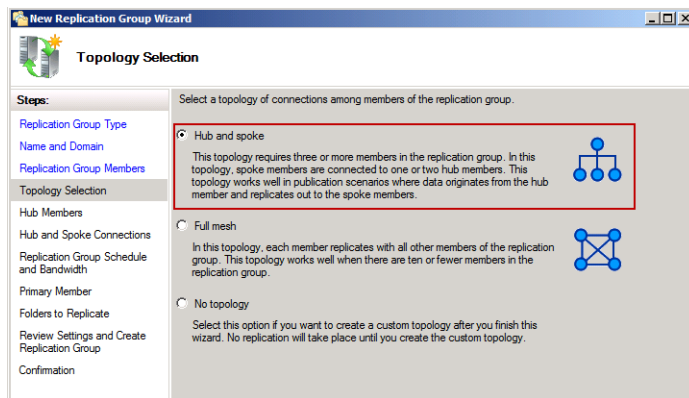 New Replication Group Wizard
Topology Selection
Steps:
Replication Group Type
Name and Domain
Replication Group Members
Topology Selection
Hub Members
Hub and Spoke Connections
Replication Group Schedule
and Bandwidth
Primary Member
Folders to Replicate
Review Settings and Create
Replication Group
Confirmation
Select a topology of connections among members of the replication group.
Hub and spoke
This topology requires three or more members in the replication group. In this
topology, spoke members are connected to one or two hub members. This
topology works well in publication scenarios where data originates from the hub
member and replicates out to the spoke members.
Full mesh
In this topology, each member replicates with all other members of the replication
group. This topology works well when there are ten or fewer members in the
replication group.
No topology
Select this option if you want to create a custom topology after you finish this
wizard. No replication will take place until you create the custom topology.